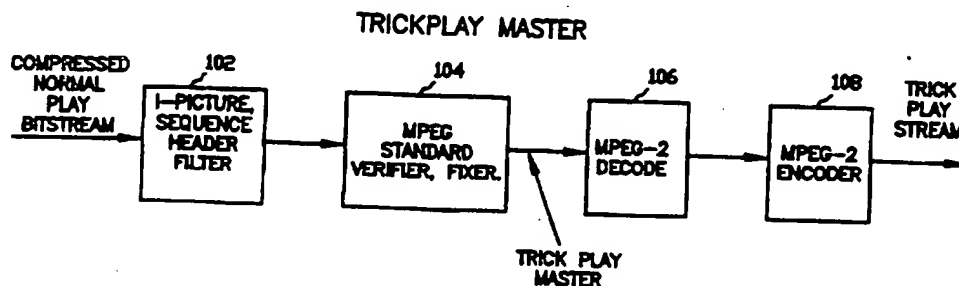 TRICKPLAY MASTER
COMPRESSED
NORMAL
PLAY
BITSTREAM
102
I-PICTURE,
SEQUENCE
HEADER
FILTER
104
MPEG
STANDARD
VERIFIER, FIXER.
TRICK PLAY
MASTER
106
MPEG-2
DECODE
108
MPEG-2
ENCODER
TRICK
PLAY
STREAM